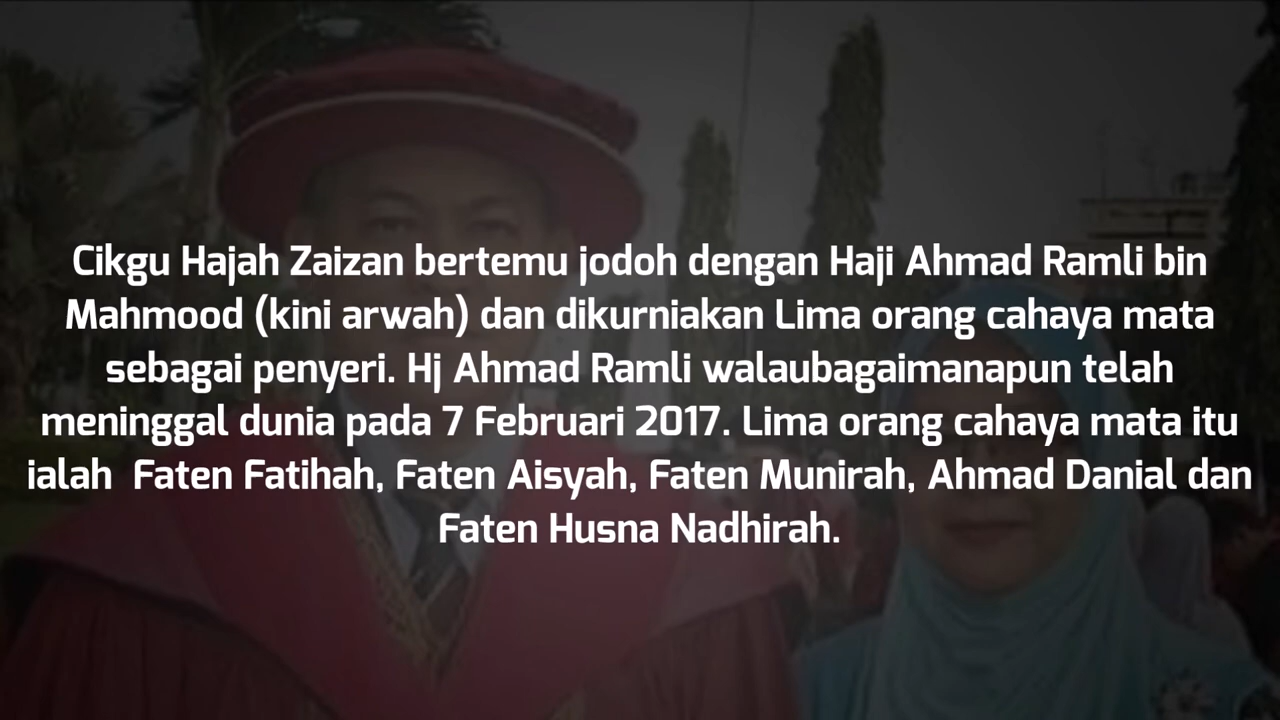 Cikgu Hajah Zaizan bertemu jodoh dengan Haji Ahmad Ramli bin
Mahmood (kini arwah) dan dikurniakan Lima orang cahaya mata
sebagai penyeri. Hj Ahmad Ramli walaubagaimanapun telah
meninggal dunia pada 7 Februari 2017. Lima orang cahaya mata itu
ialah  Faten Fatihah, Faten Aisyah, Faten Munirah, Ahmad Danial dan
Faten Husna Nadhirah.